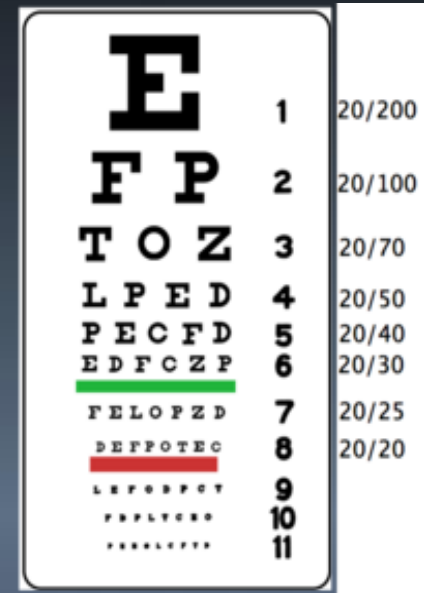 E 1 20/200
F P 2 20/100
T O Z 3 20/70
L P E D 4 20/50
P E C F D 5 20/40
E D F C Z P 6 20/30
F E L O P Z D 7 20/25
D E F P O T E C 8 20/20
L E F O D P C T 9
F D P L T C E O 10
11